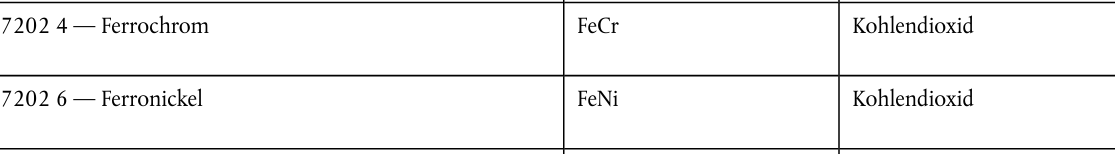 7202 4 — Ferrochrom FeCr Kohlendioxid
7202 6 — Ferronickel FeNi Kohlendioxid